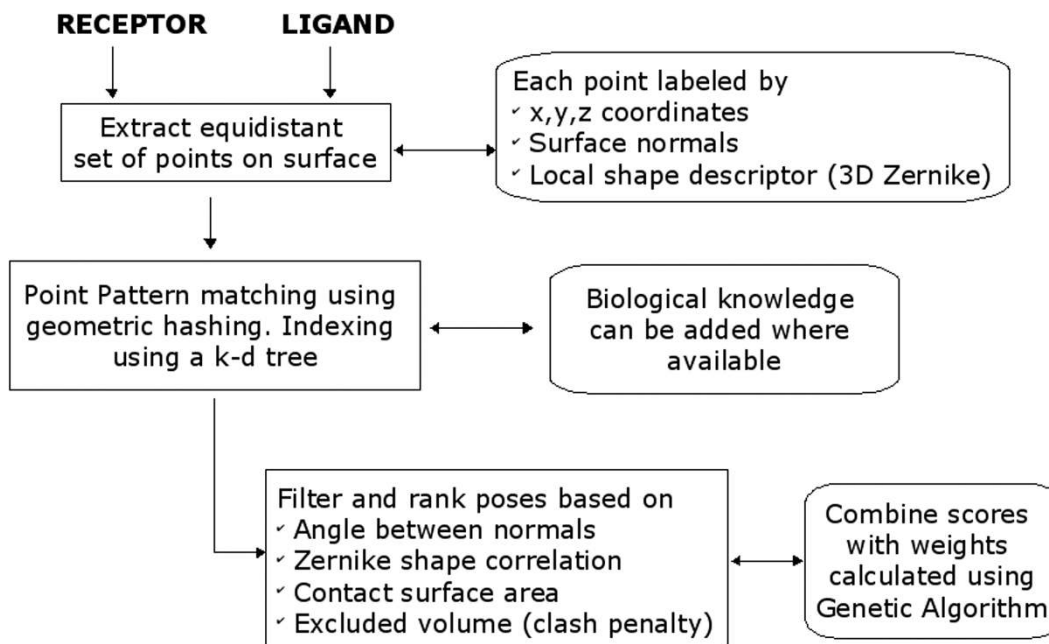 RECEPTOR LIGAND
Extract equidistant
set of points on surface
Each point labeled by
✓ x,y,z coordinates
✓ Surface normals
✓ Local shape descriptor (3D Zernike)
Point Pattern matching using
geometric hashing. Indexing
using a k-d tree
Biological knowledge
can be added where
available
Filter and rank poses based on
✓ Angle between normals
✓ Zernike shape correlation
✓ Contact surface area
✓ Excluded volume (clash penalty)
Combine scores
with weights
calculated using
Genetic Algorithm